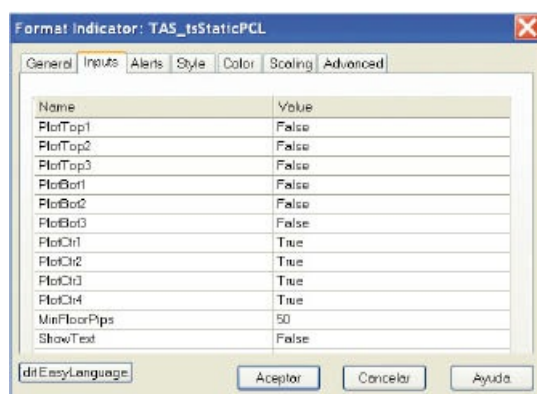 Format Indicator: TAS_tsStaticPCL
General Inputs Alerts Style Color Scaling Advanced
Name Value
PlotTop1 False
PlotTop2 False
PlotTop3 False
PlotBot1 False
PlotBot2 False
PlotBot3 False
PlotCtr1 True
PlotCtr2 True
PlotCtr3 True
PlotCtr4 True
MinFloorPips 50
ShowText False
ditEasyLanguage Aceptar Cancelar Ayuda